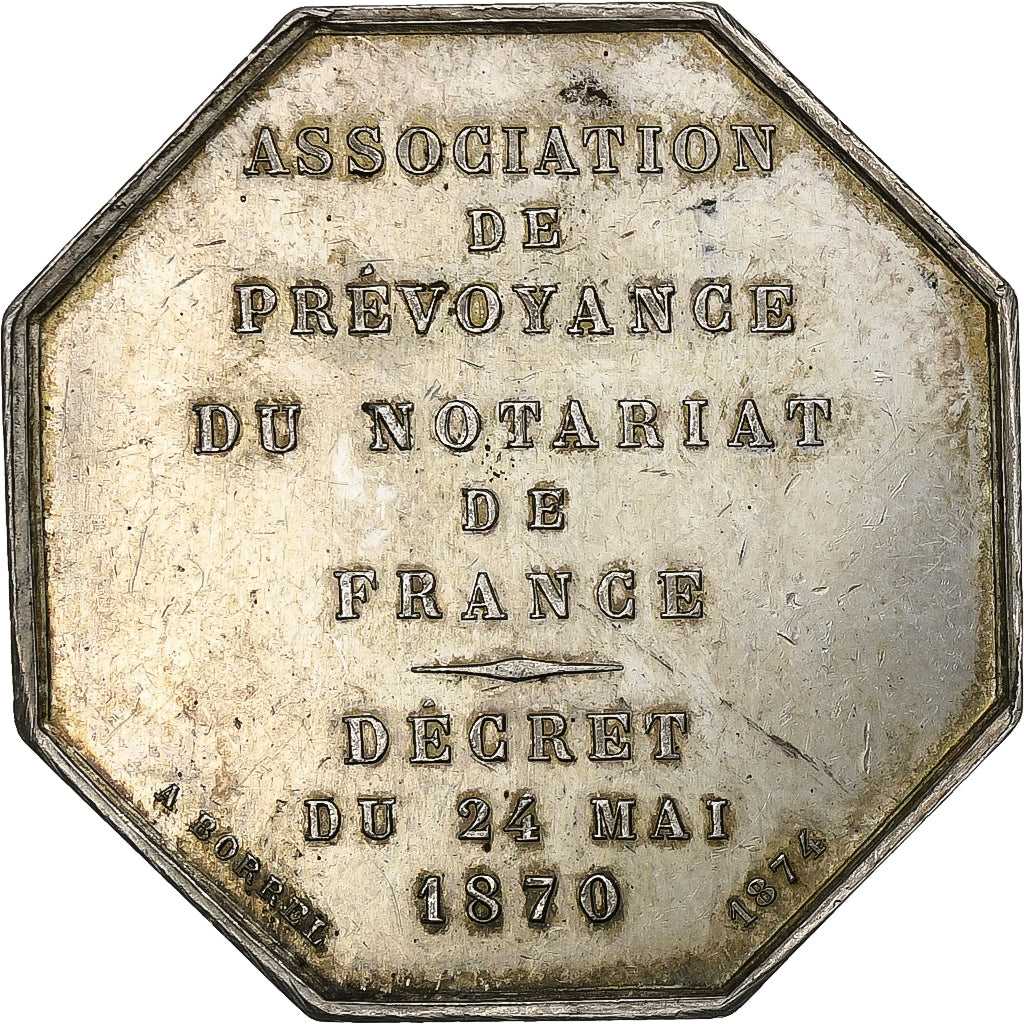 ASSOCIATION
DE
PRÉVOYANCE
DU NOTARIAT
DE
FRANCE
DÉCRET
DU 24 MAI
1870
A BORREL
1874